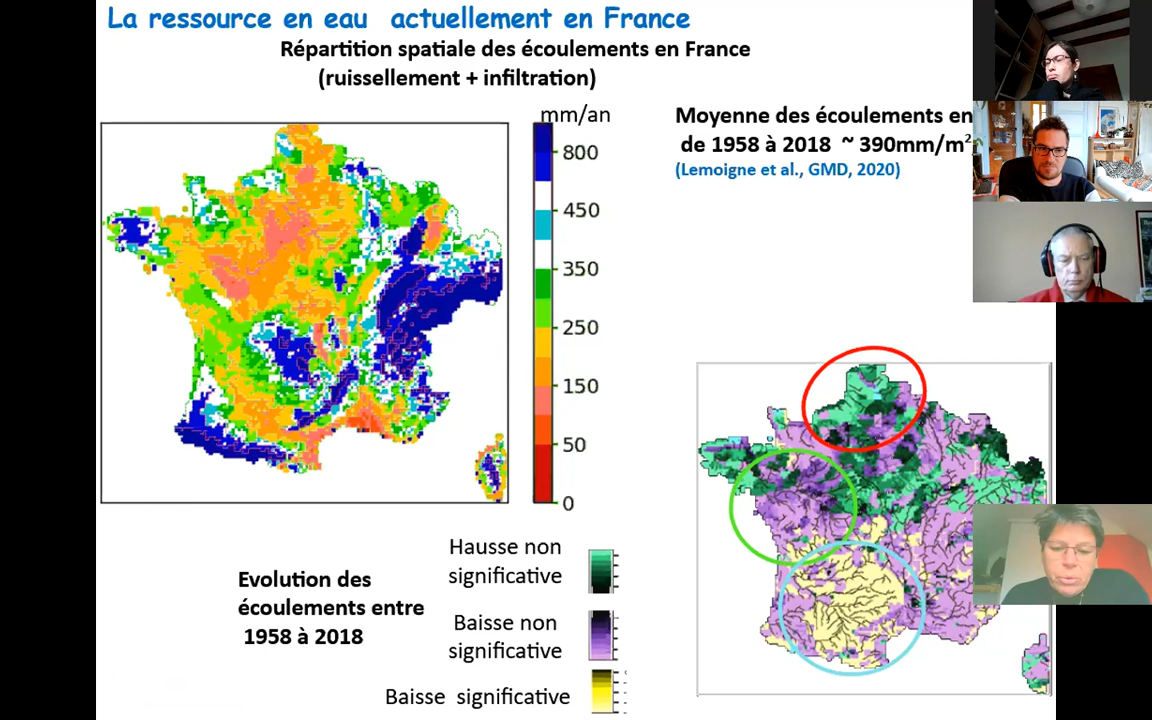 La ressource en eau actuellement en France
Répartition spatiale des écoulements en France
(ruissellement + infiltration)
mm/an
800
450
350
250
150
50
0
Moyenne des écoulements en
de 1958 à 2018 ~ 390mm/m²
(Lemoigne et al., GMD, 2020)
Hausse non
significative
Evolution des
écoulements entre
1958 à 2018
Baisse non
significative
Baisse significative